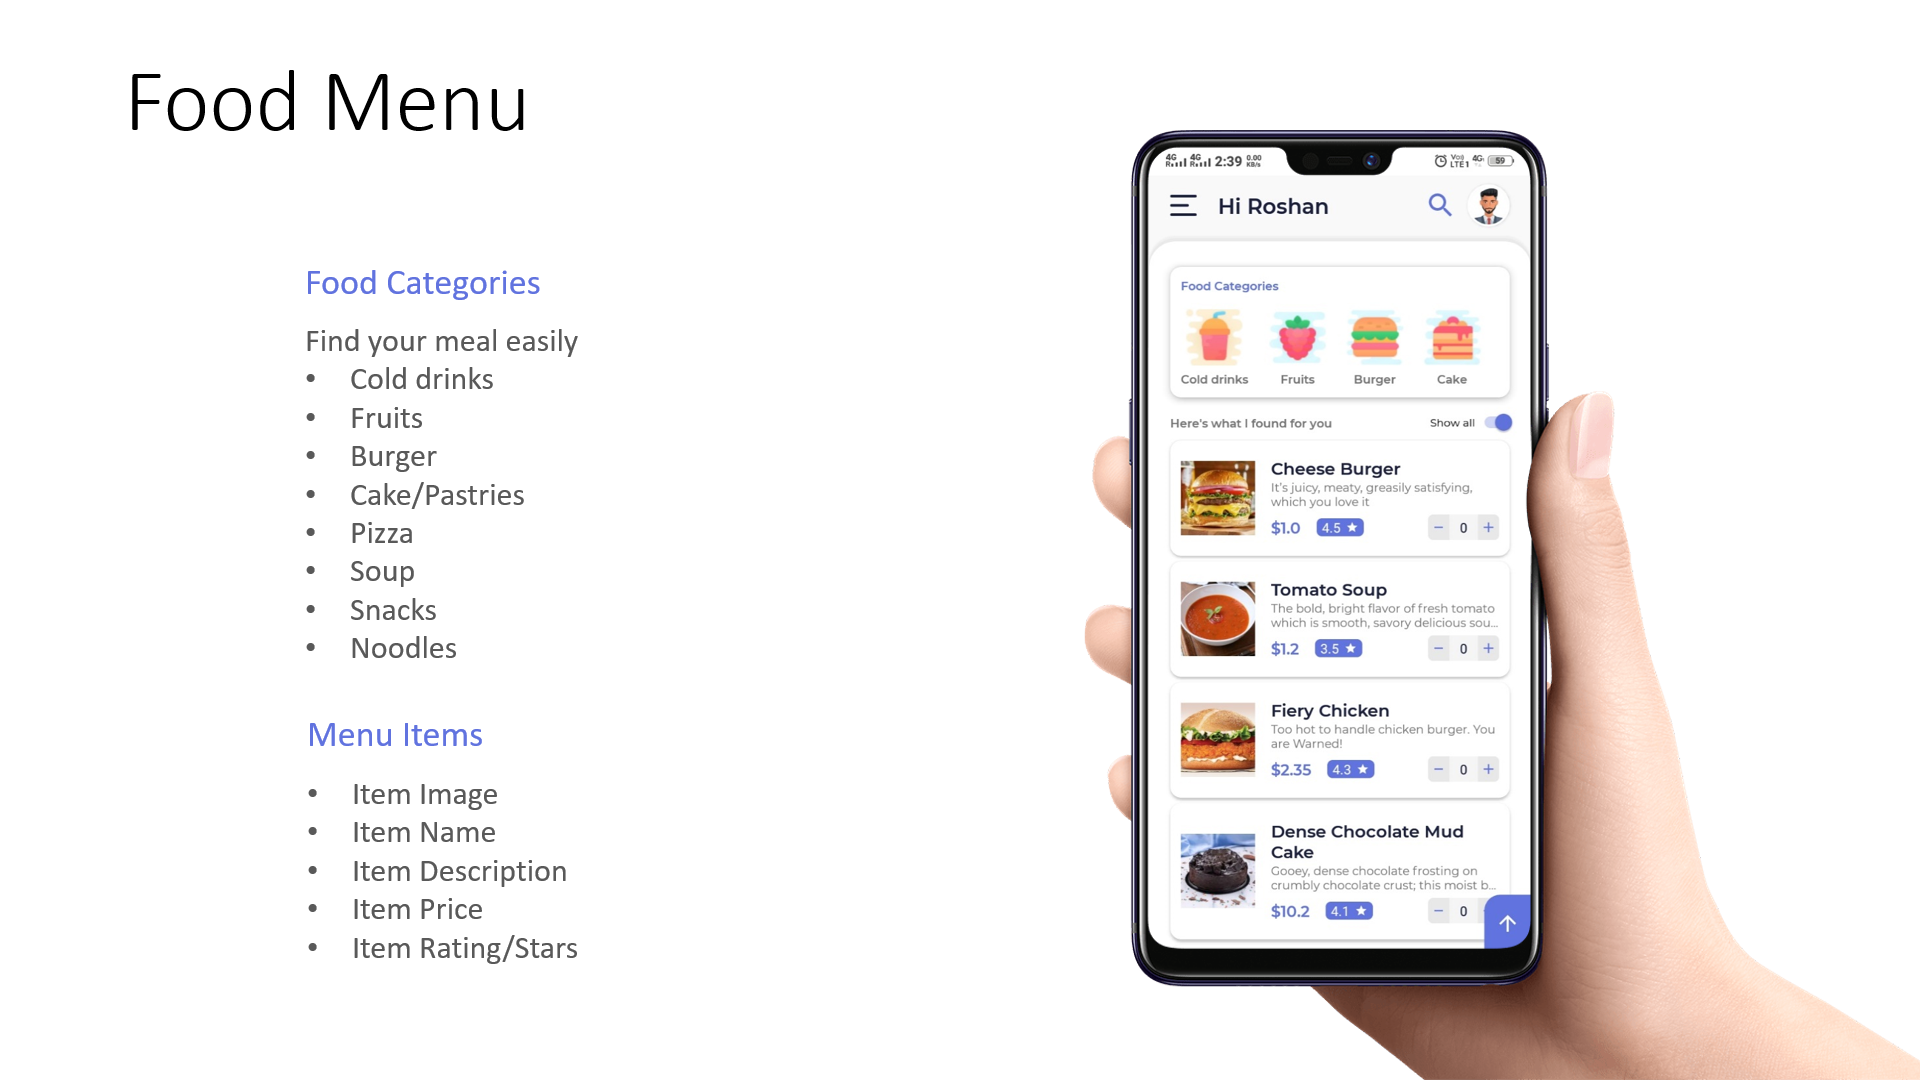 Food Menu
Food Categories
Find your meal easily
• Cold drinks
• Fruits
• Burger
• Cake/Pastries
• Pizza
• Soup
• Snacks
• Noodles
Menu Items
• Item Image
• Item Name
• Item Description
• Item Price
• Item Rating/Stars
4G 4G 2:39 0.00 KB/s LTE1 4G 59
Hi Roshan
Food Categories
Cold drinks Fruits Burger Cake
Here's what I found for you Show all
Cheese Burger
It's juicy, meaty, greasily satisfying,
which you love it
$1.0 4.5 ★ − 0 +
Tomato Soup
The bold, bright flavor of fresh tomato
which is smooth, savory delicious sou...
$1.2 3.5 ★ − 0 +
Fiery Chicken
Too hot to handle chicken burger. You
are Warned!
$2.35 4.3 ★ − 0 +
Dense Chocolate Mud
Cake
Gooey, dense chocolate frosting on
crumbly chocolate crust; this moist b...
$10.2 4.1 ★ − 0